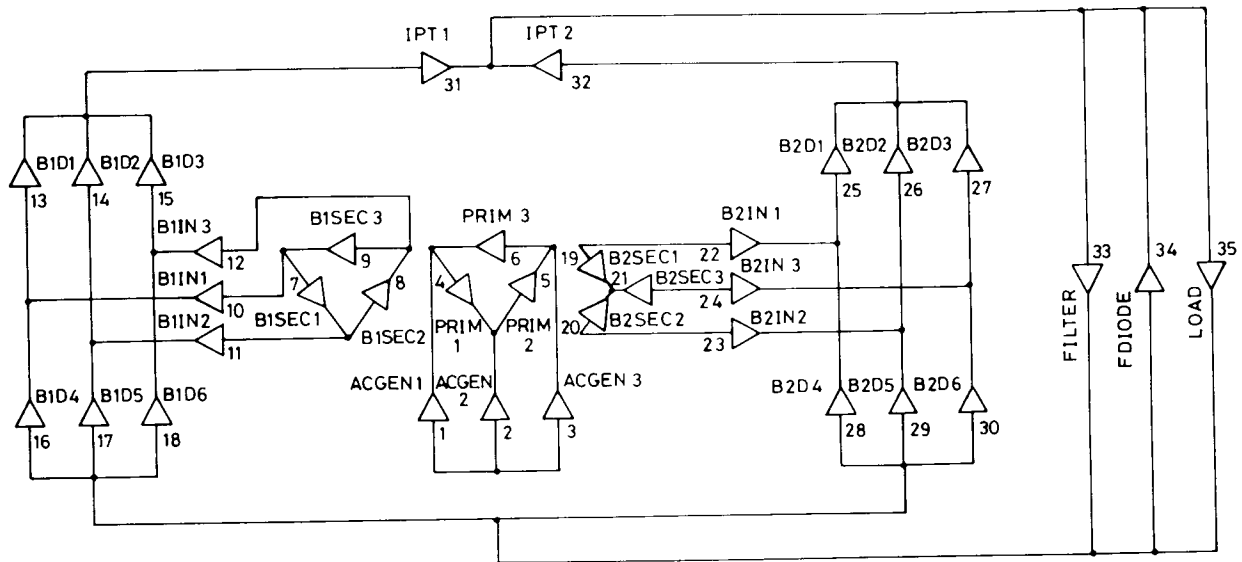 IPT 1
IPT 2
31
32
B1D1
B1D2
B1D3
13
14
15
B2D1
B2D2
B2D3
25
26
27
B1IN 3
12
B1SEC 3
9
PRIM 3
6
B2IN 1
22
B1IN1
10
7
8
4
5
19
B2SEC1
21
B2SEC3
B2IN 3
24
B1IN2
11
B1SEC1
B1SEC2
PRIM
1
PRIM
2
20
B2SEC2
B2IN2
23
33
34
35
FILTER
FDIODE
LOAD
B1D4
B1D5
B1D6
16
17
18
ACGEN 1
ACGEN
2
ACGEN 3
1
2
3
B2D4
B2D5
B2D6
28
29
30